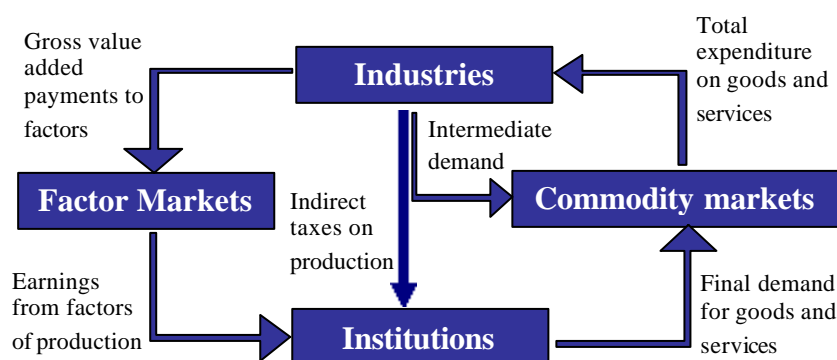 Gross value
added
payments to
factors
Industries
Total
expenditure
on goods and
services
Intermediate
demand
Factor Markets
Commodity markets
Indirect
taxes on
production
Earnings
from factors
of production
Institutions
Final demand
for goods and
services